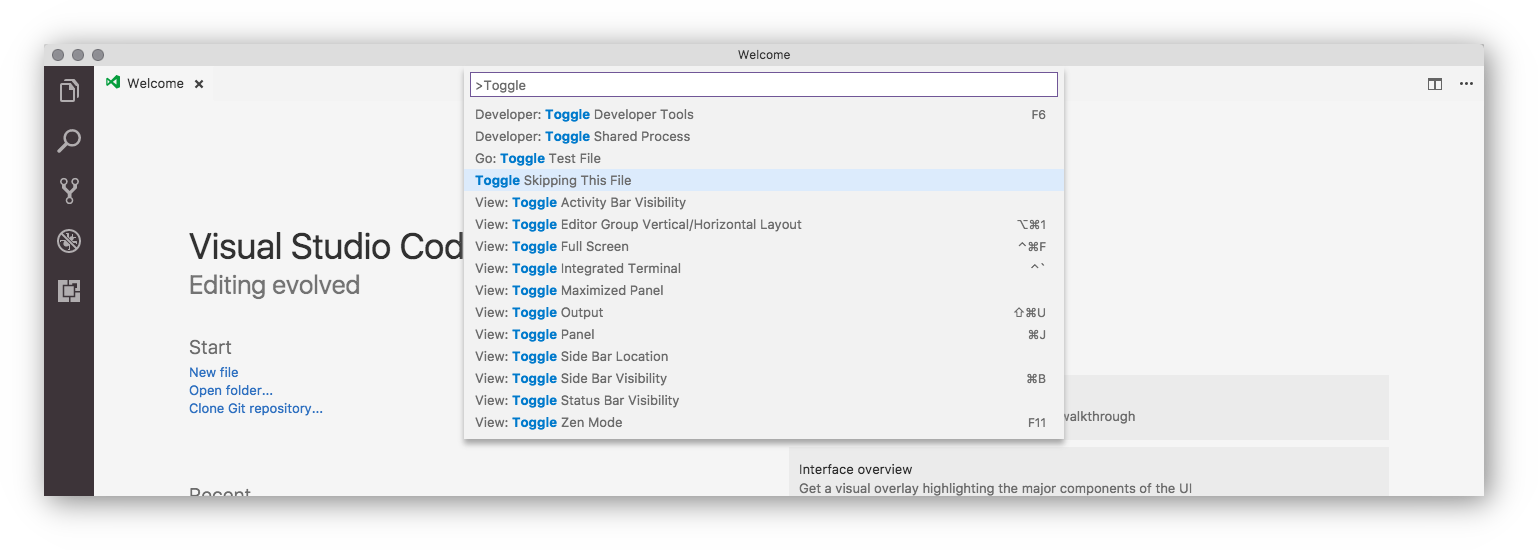 Welcome
Welcome
>Toggle
Developer: Toggle Developer Tools F6
Developer: Toggle Shared Process
Go: Toggle Test File
Toggle Skipping This File
View: Toggle Activity Bar Visibility
View: Toggle Editor Group Vertical/Horizontal Layout ⌥⌘1
View: Toggle Full Screen ^⌘F
View: Toggle Integrated Terminal ^`
View: Toggle Maximized Panel
View: Toggle Output ⇧⌘U
View: Toggle Panel ⌘J
View: Toggle Side Bar Location
View: Toggle Side Bar Visibility ⌘B
View: Toggle Status Bar Visibility
View: Toggle Zen Mode F11
Visual Studio Cod
Editing evolved
Start
New file
Open folder...
Clone Git repository...
Recent
walkthrough
Interface overview
Get a visual overlay highlighting the major components of the UI